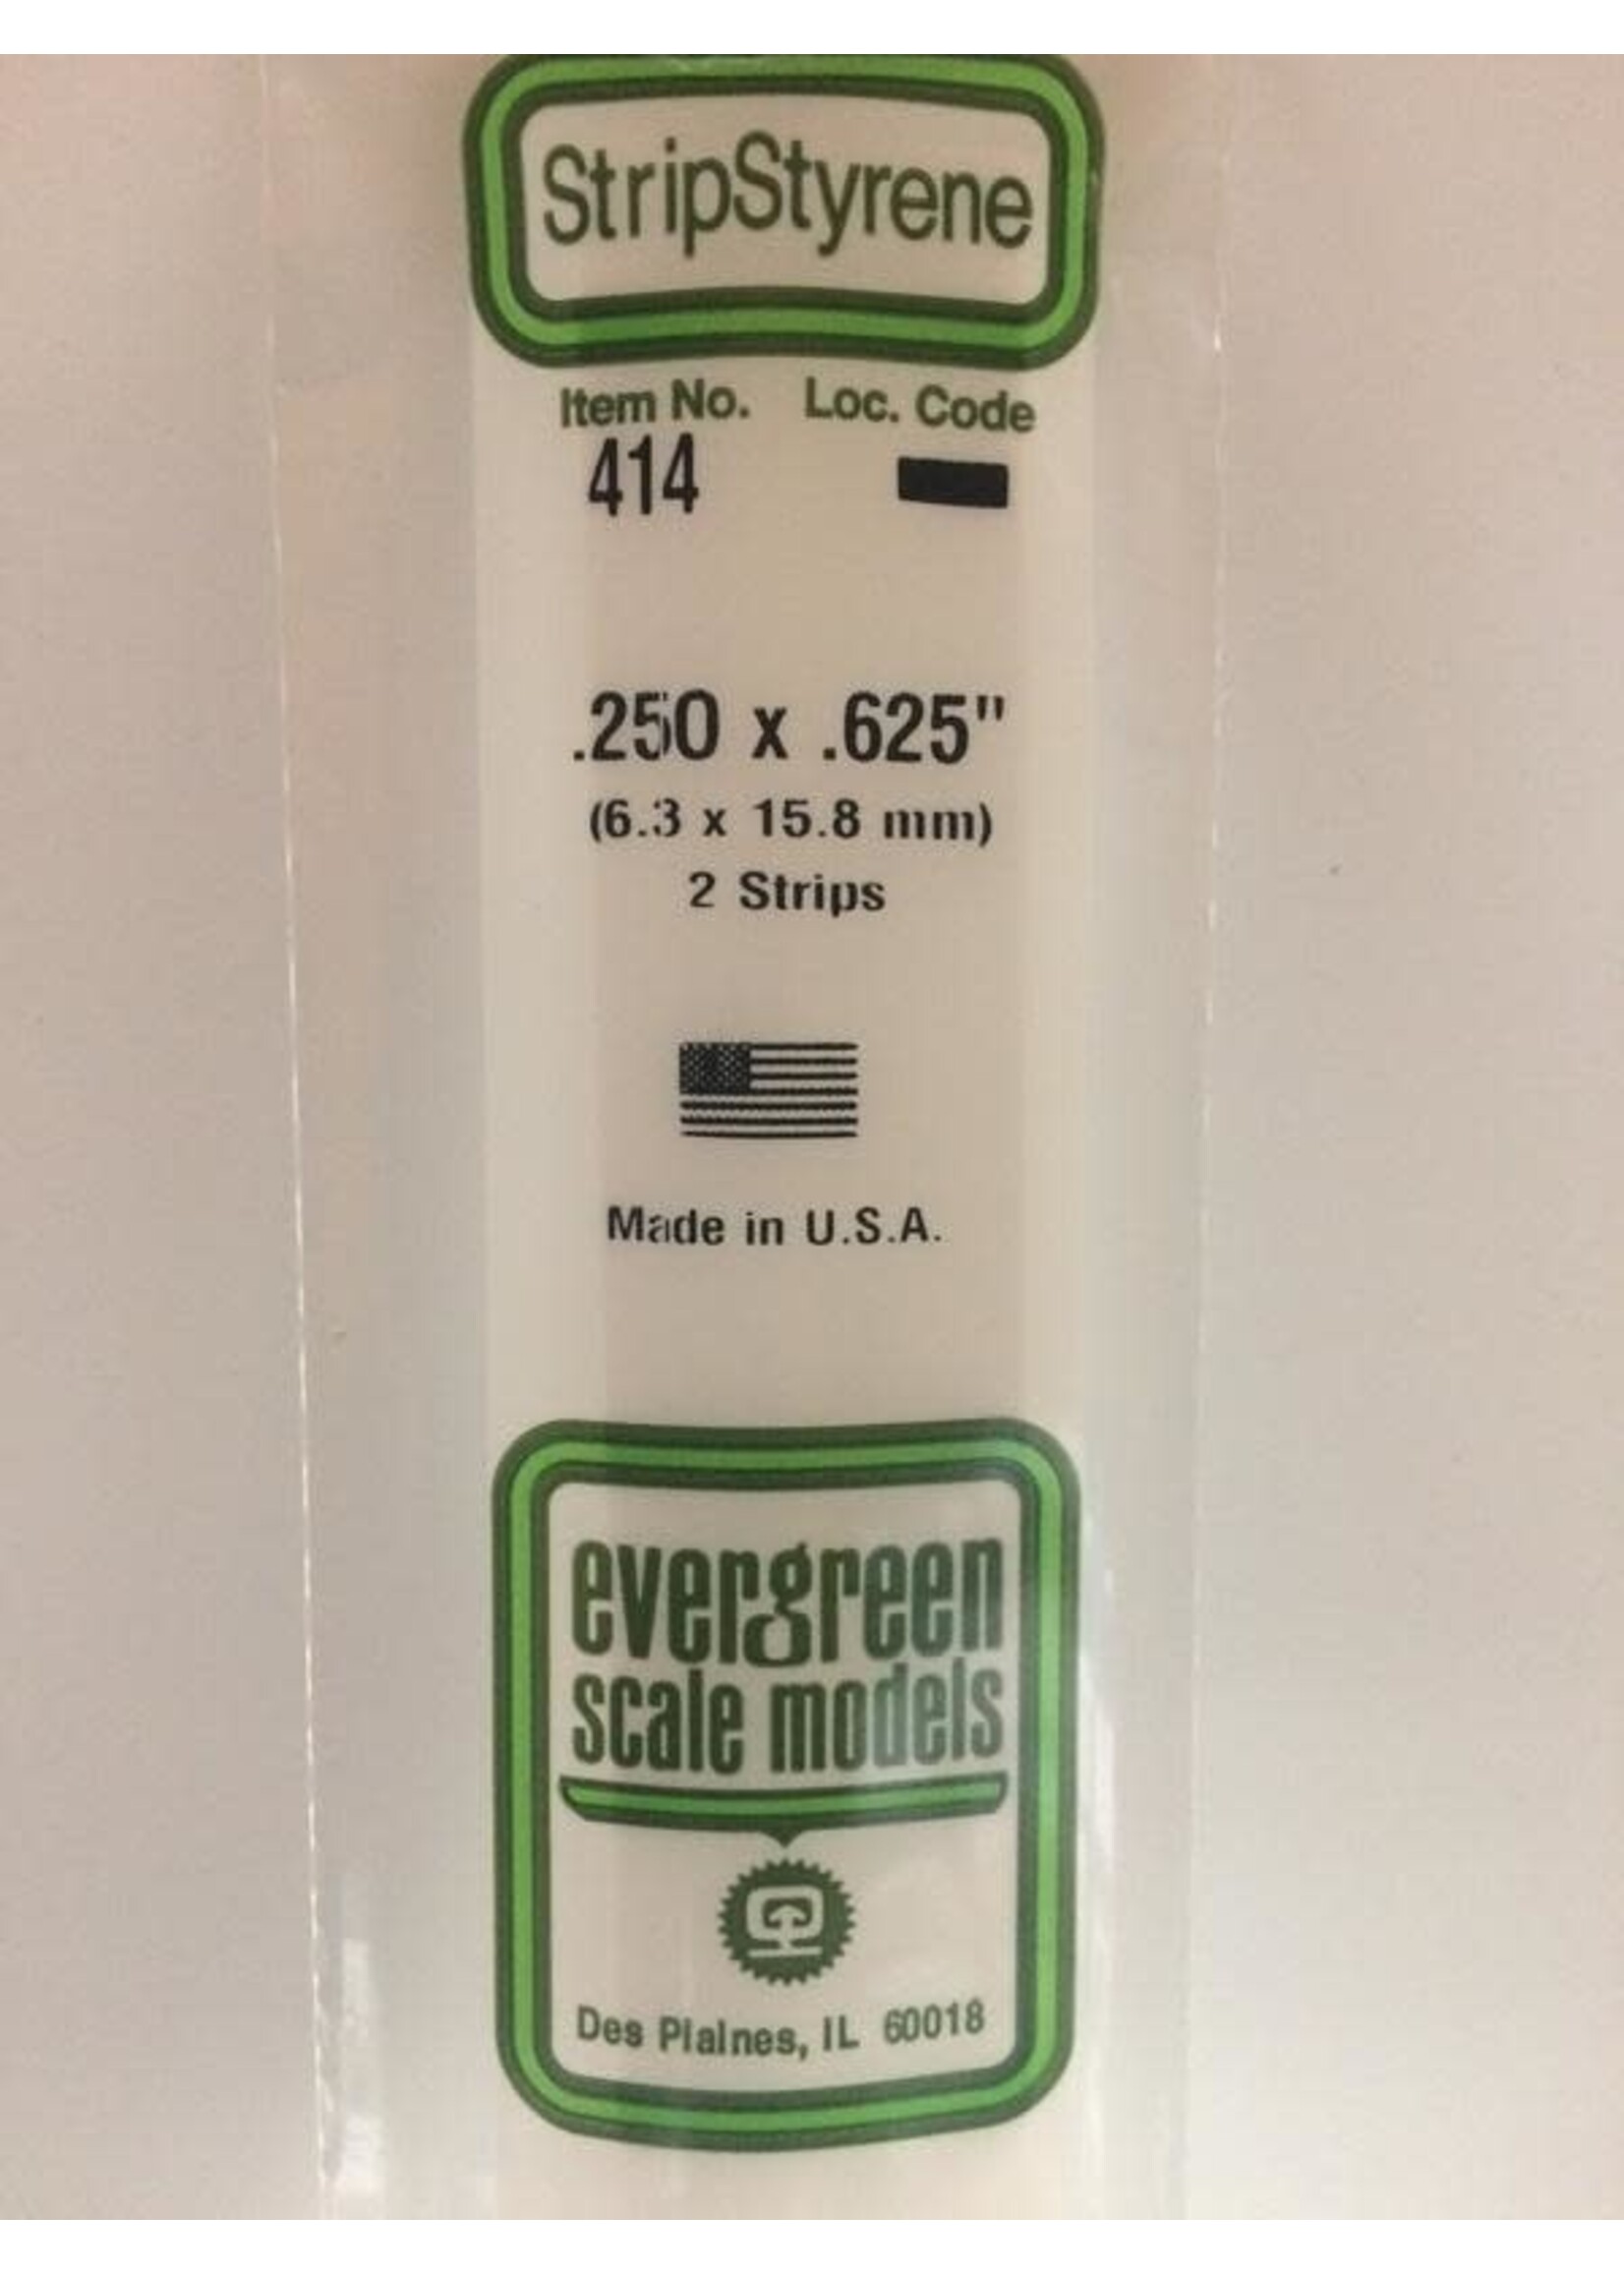 StripStyrene
Item No. Loc. Code
414
.250 x .625"
(6.3 x 15.8 mm)
2 Strips
Made in U.S.A.
evergreen
scale models
Des Plaines, IL 60018